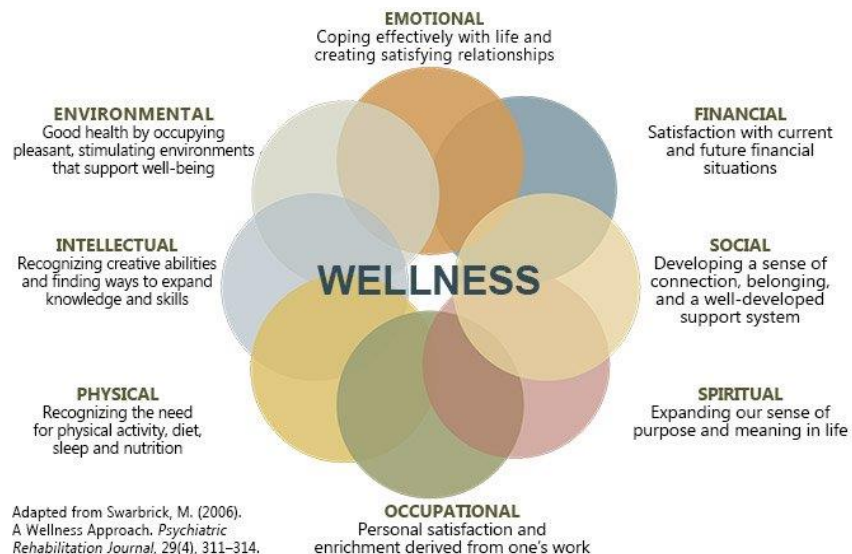 EMOTIONAL
Coping effectively with life and
creating satisfying relationships
FINANCIAL
Satisfaction with current
and future financial
situations
SOCIAL
Developing a sense of
connection, belonging,
and a well-developed
support system
SPIRITUAL
Expanding our sense of
purpose and meaning in life
OCCUPATIONAL
Personal satisfaction and
enrichment derived from one's work
PHYSICAL
Recognizing the need
for physical activity, diet,
sleep and nutrition
INTELLECTUAL
Recognizing creative abilities
and finding ways to expand
knowledge and skills
ENVIRONMENTAL
Good health by occupying
pleasant, stimulating environments
that support well-being
WELLNESS
Adapted from Swarbrick, M. (2006).
A Wellness Approach. Psychiatric
Rehabilitation Journal, 29(4), 311–314.